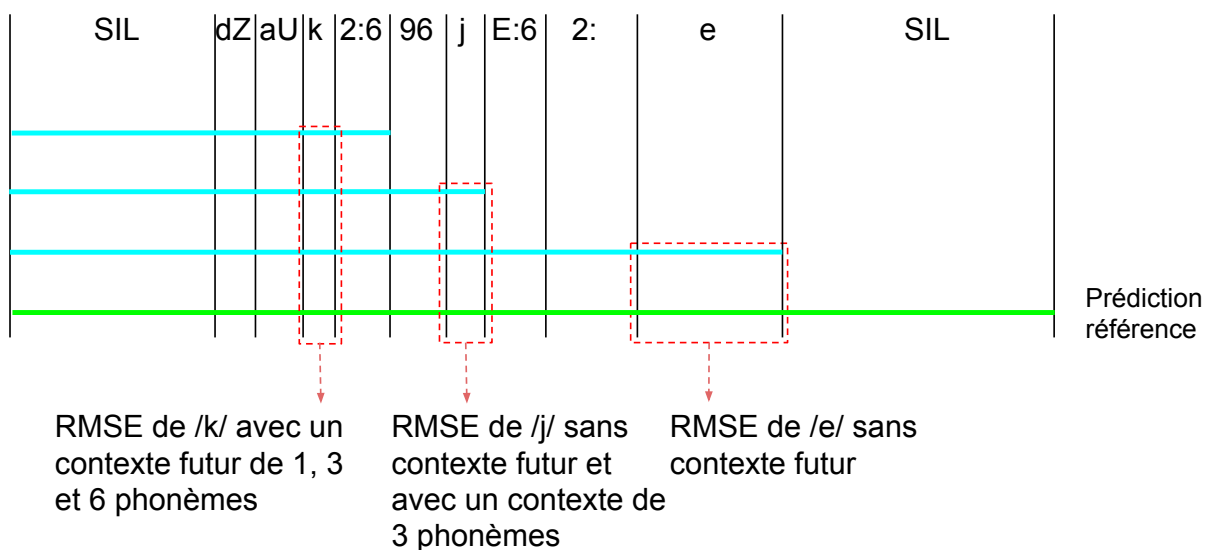 SIL dZ aU k 2:6 96 j E:6 2: e SIL
Prédiction
référence
RMSE de /k/ avec un
contexte futur de 1, 3
et 6 phonèmes
RMSE de /j/ sans
contexte futur et
avec un contexte de
3 phonèmes
RMSE de /e/ sans
contexte futur